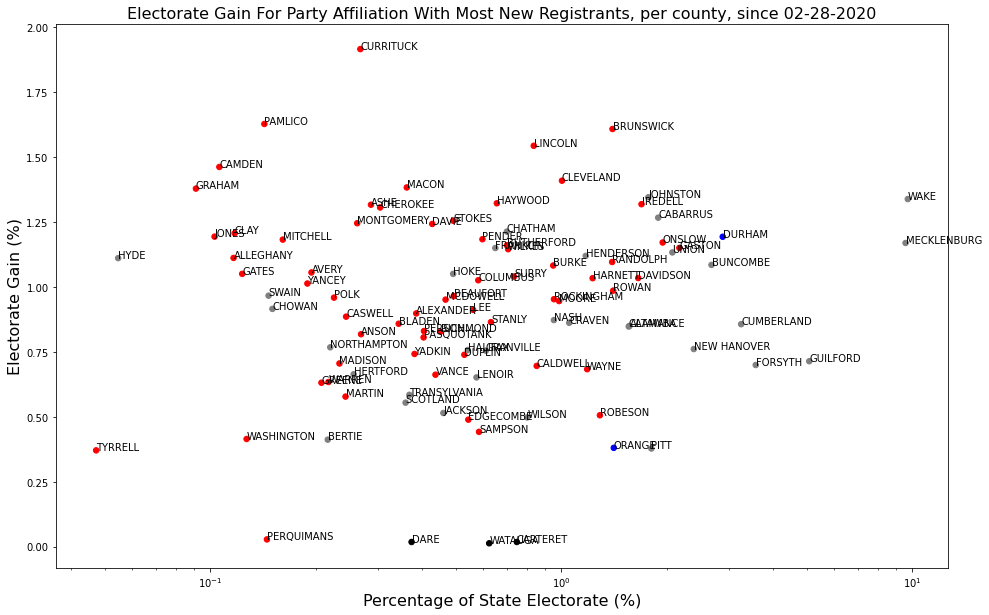 Electorate Gain For Party Affiliation With Most New Registrants, per county, since 02-28-2020
2.00
CURRITUCK
1.75
PAMLICO
BRUNSWICK
LINCOLN
1.50
CAMDEN
CLEVELAND
GRAHAM
MACON
JOHNSTON
WAKE
HAYWOOD
IREDELL
ASHE
CHEROKEE
CABARRUS
1.25
MONTGOMERY
DAVIE
STOKES
CHATHAM
JONES
CLAY
MITCHELL
PENDER
RUTHERFORD
ONSLOW
DURHAM
MECKLENBURG
WILKES
GASTON
UNION
HYDE
ALLEGHANY
HENDERSON
BURKE
RANDOLPH
BUNCOMBE
GATES
AVERY
HOKE
SURRY
COLUMBUS
HARNETT
DAVIDSON
YANCEY
1.00
SWAIN
POLK
BEAUFORT
MCDOWELL
ROWAN
ROCKINGHAM
MOORE
CHOWAN
CASWELL
ALEXANDER
LEE
BLADEN
STANLY
NASH
CRAVEN
CUMBERLAND
ANSON
RICHMOND
PASQUOTANK
NORTHAMPTON
YADKIN
HALIFAX
GRANVILLE
DUPLIN
NEW HANOVER
0.75
MADISON
CALDWELL
WAYNE
FORSYTH
GUILFORD
HERTFORD
VANCE
LENOIR
GREENE
WARREN
MARTIN
TRANSYLVANIA
SCOTLAND
JACKSON
EDGECOMBE
WILSON
ROBESON
0.50
WASHINGTON
BERTIE
SAMPSON
TYRRELL
ORANGE
PITT
0.25
PERQUIMANS
DARE
WATAUGA
CARTERET
0.00
10⁻¹
10⁰
10¹
Electorate Gain (%)
Percentage of State Electorate (%)